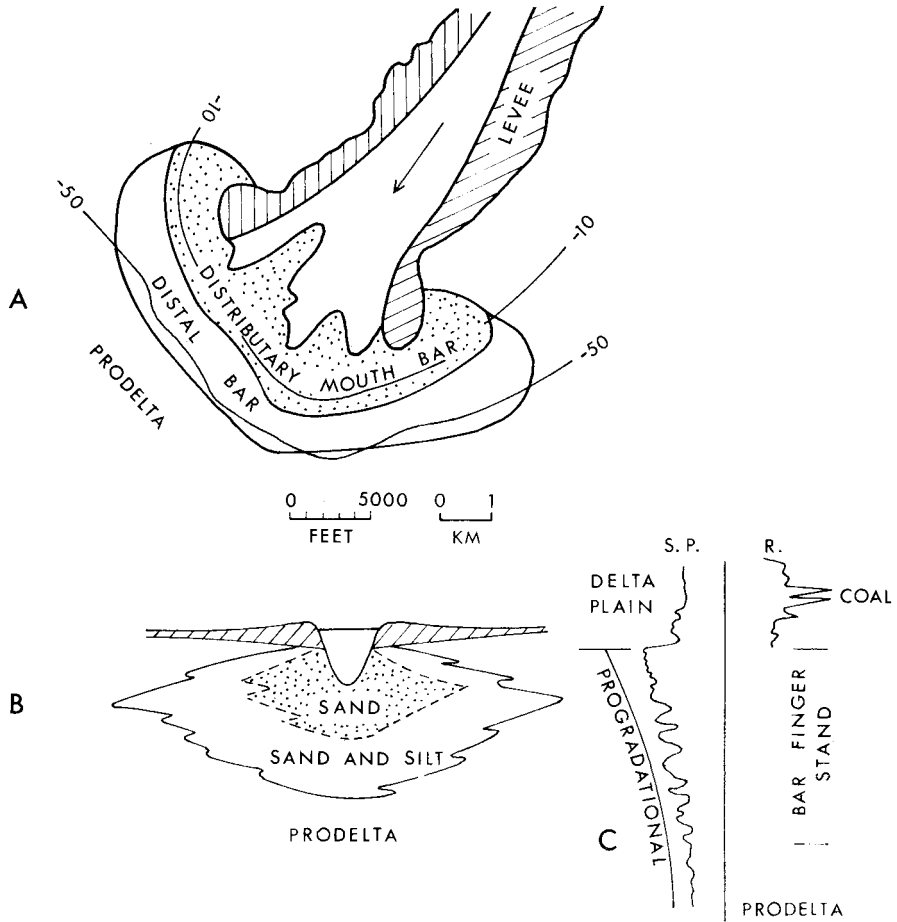 A
-10
-50
LEVEE
-10
-50
DISTRIBUTARY
MOUTH BAR
DISTAL
BAR
PRODELTA
0 5000 0 1
FEET KM
B
SAND
SAND AND SILT
PRODELTA
C
S. P. R.
DELTA
PLAIN
COAL
PROGRADATIONAL
BAR FINGER
STAND
PRODELTA